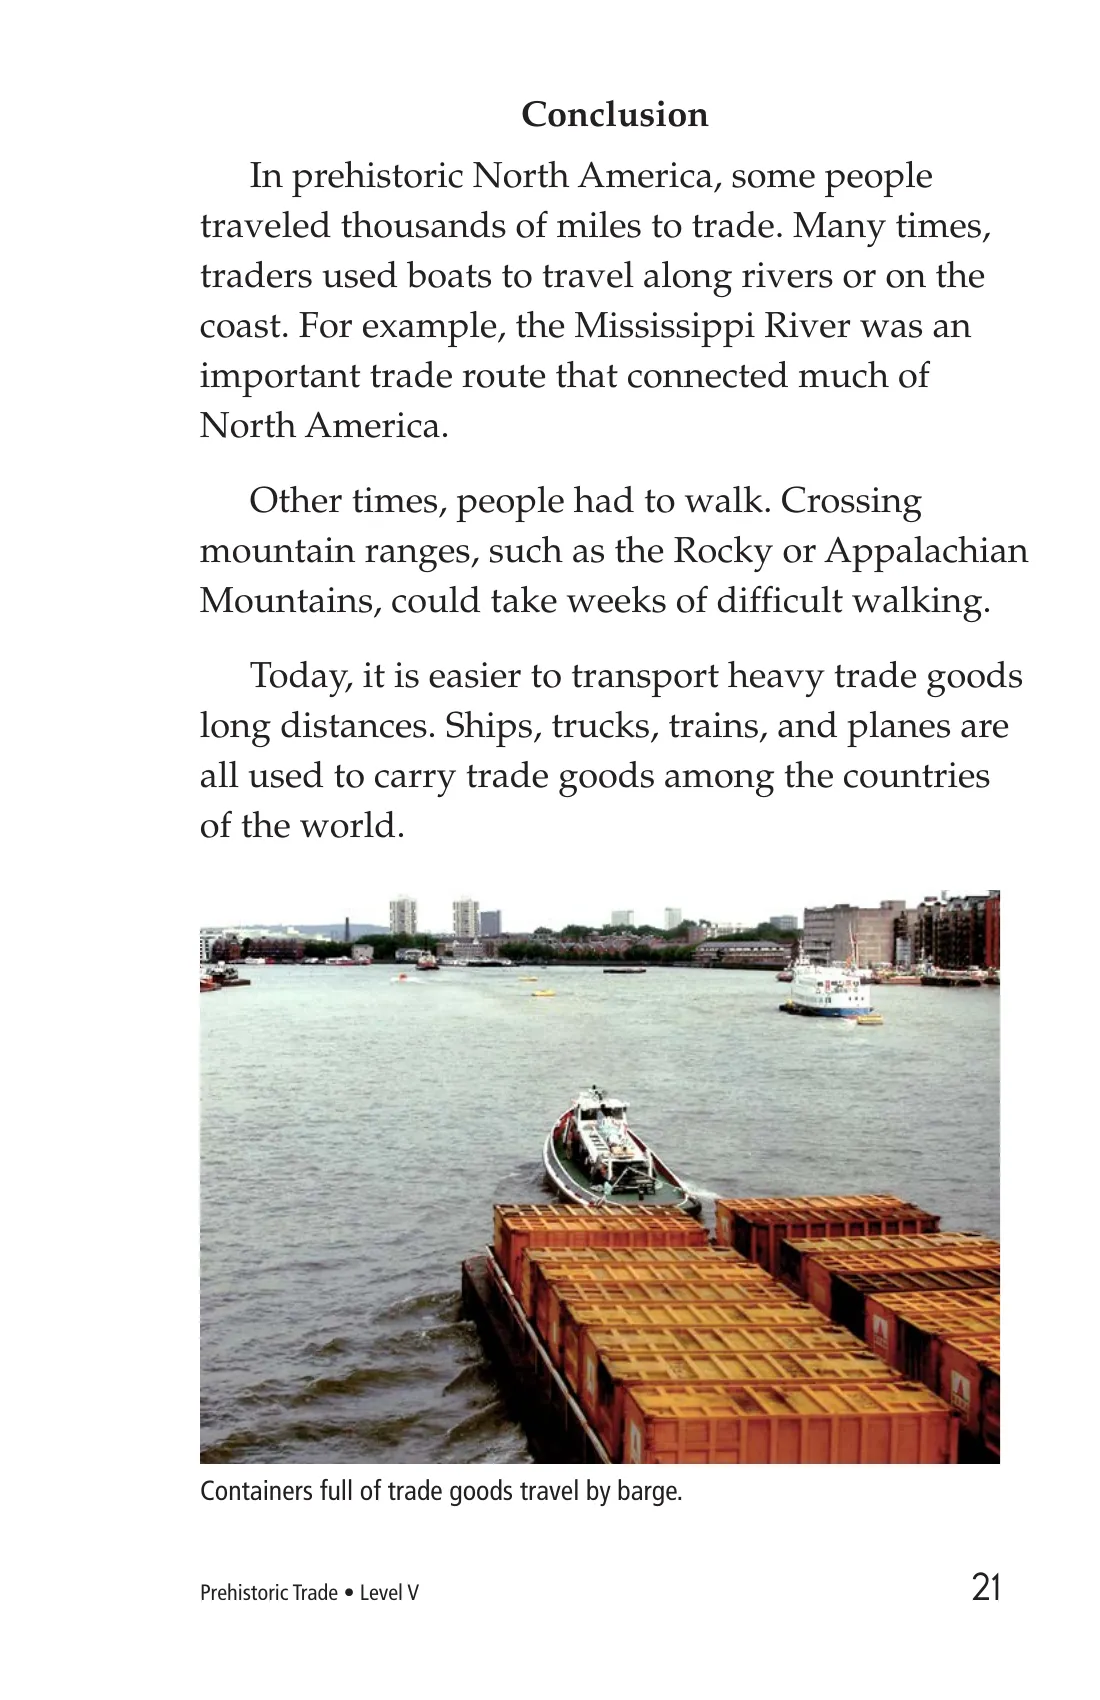 Conclusion
In prehistoric North America, some people
traveled thousands of miles to trade. Many times,
traders used boats to travel along rivers or on the
coast. For example, the Mississippi River was an
important trade route that connected much of
North America.
Other times, people had to walk. Crossing
mountain ranges, such as the Rocky or Appalachian
Mountains, could take weeks of difficult walking.
Today, it is easier to transport heavy trade goods
long distances. Ships, trucks, trains, and planes are
all used to carry trade goods among the countries
of the world.
Containers full of trade goods travel by barge.
Prehistoric Trade • Level V 21